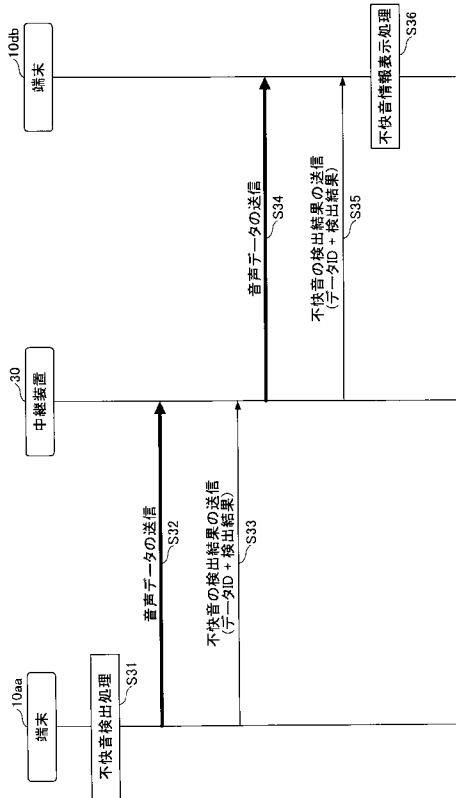 10aa
端末
30
中継装置
10db
端末
不快音検出処理
S31
音声データの送信
S32
不快音の検出結果の送信
(データID + 検出結果)
S33
音声データの送信
S34
不快音の検出結果の送信
(データID + 検出結果)
S35
不快音情報表示処理
S36